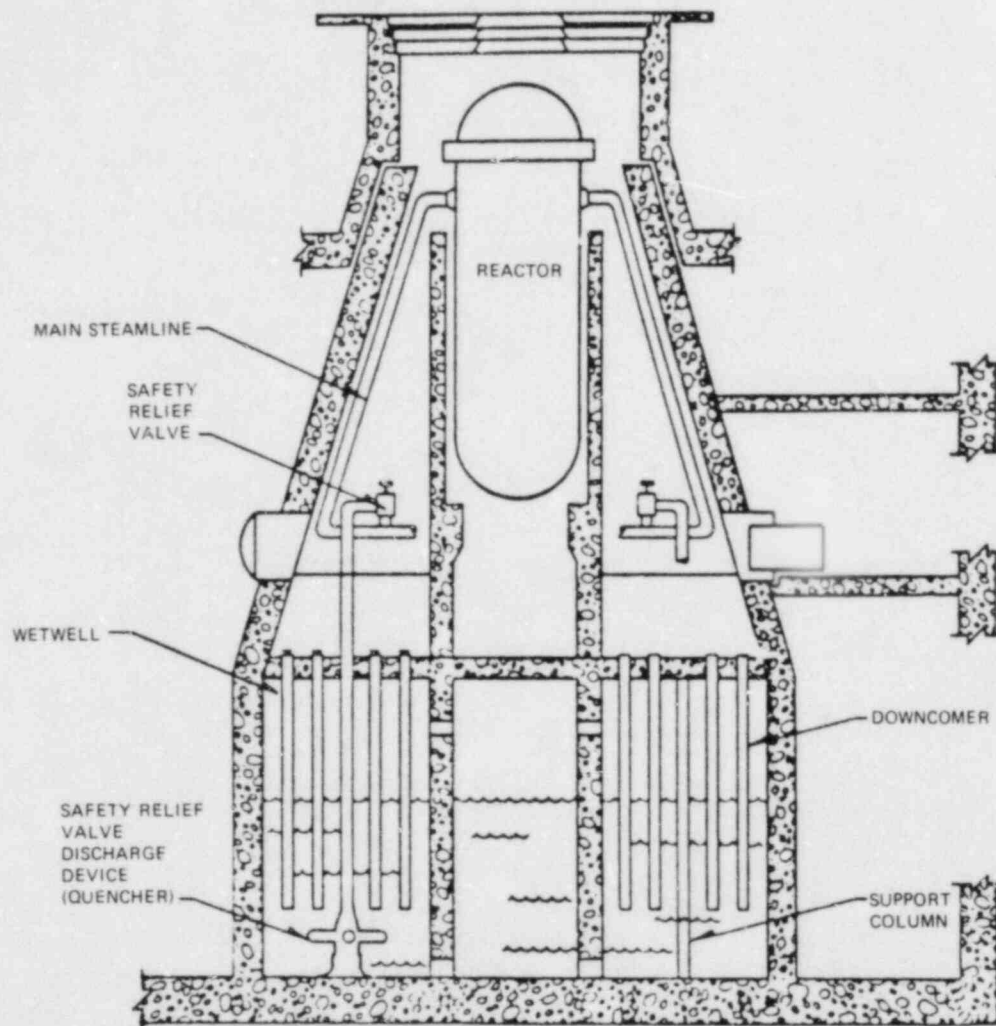 REACTOR
MAIN STEAMLINE
SAFETY
RELIEF
VALVE
WETWELL
DOWNCOMER
SAFETY RELIEF
VALVE
DISCHARGE
DEVICE
(QUENCHER)
SUPPORT
COLUMN